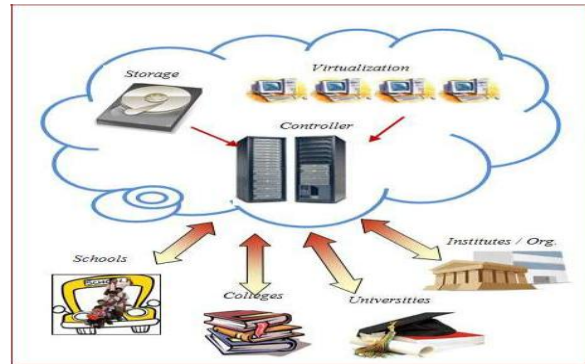 Storage
Virtualization
Controller
Institutes / Org.
Schools
Colleges
Universities